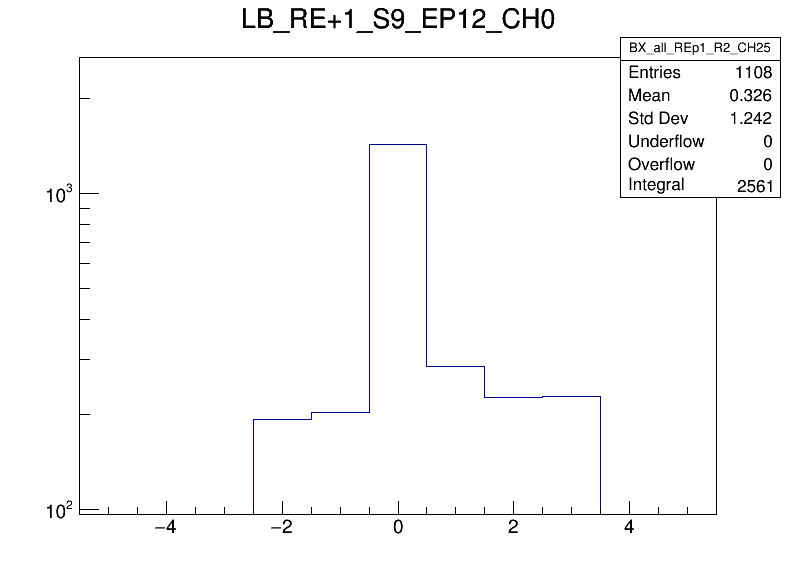 LB_RE+1_S9_EP12_CH0
BX_all_REp1_R2_CH25
Entries 1108
Mean 0.326
Std Dev 1.242
Underflow 0
Overflow 0
Integral 2561
10³
10²
−4 −2 0 2 4